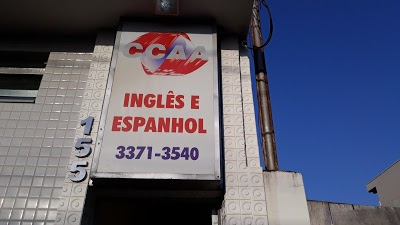 CCAA
INGLÊS E
ESPANHOL
3371-3540
155